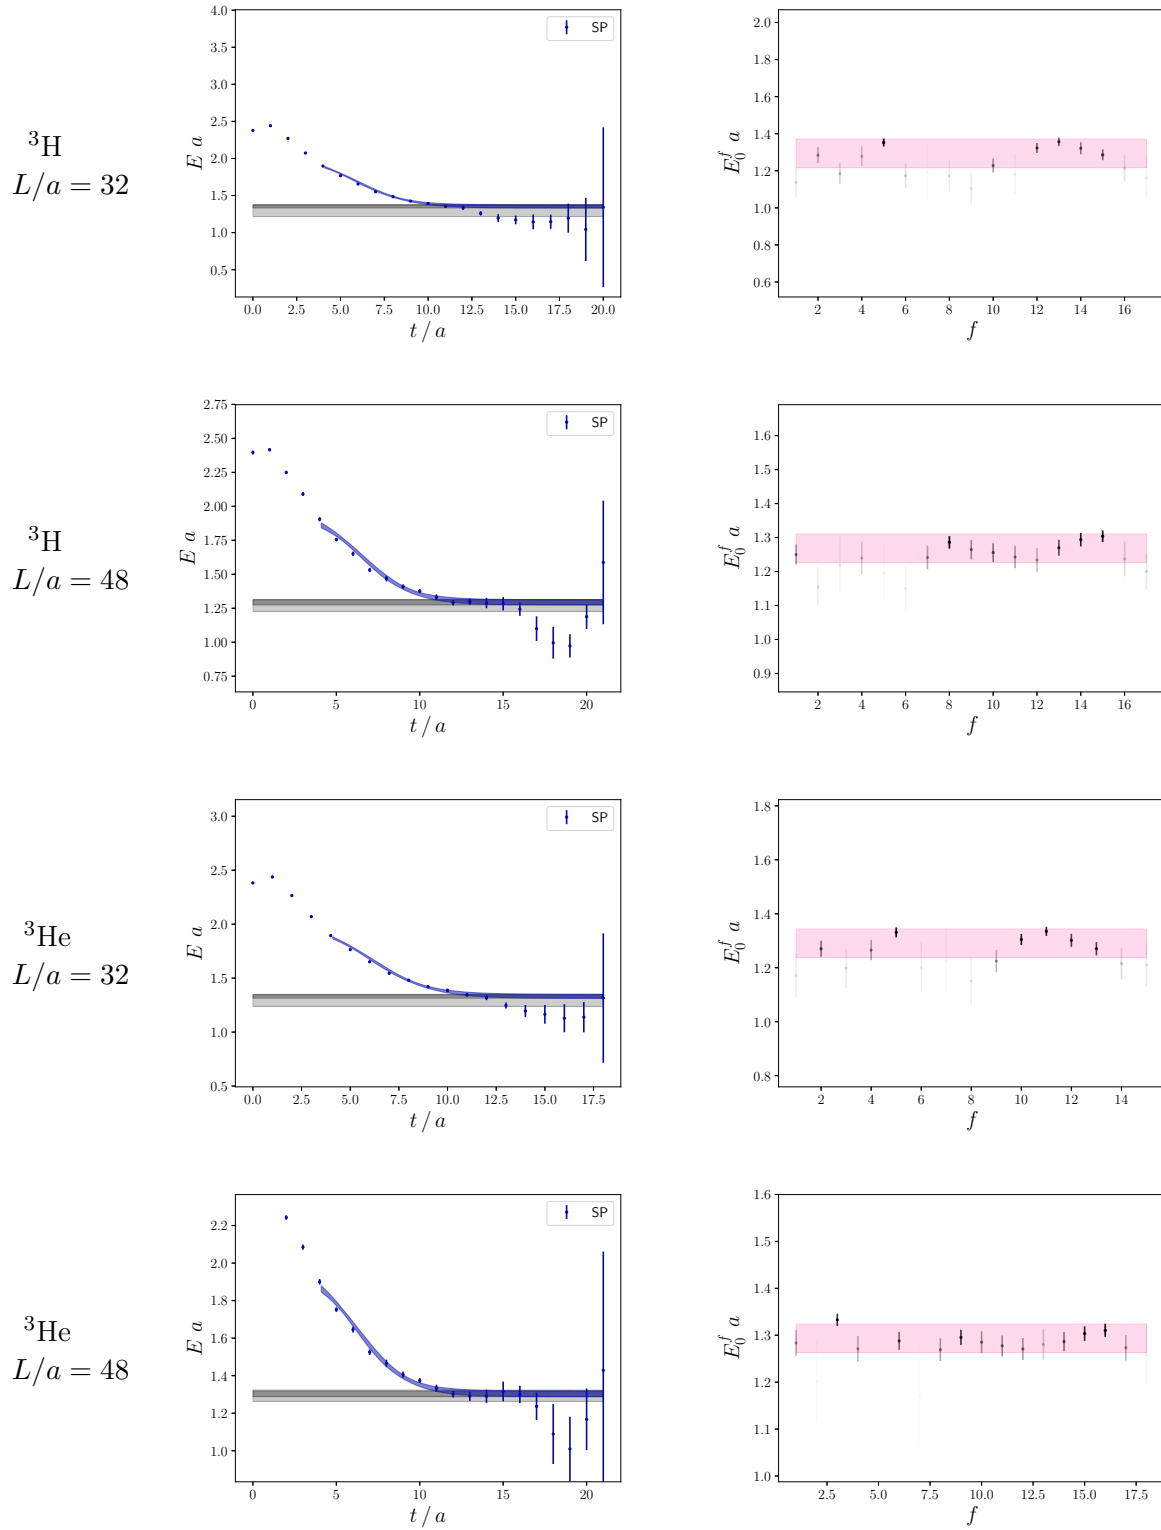 ³H
L/a = 32
4.0
3.5
3.0
2.5
2.0
1.5
1.0
0.5
E a
SP
0.0 2.5 5.0 7.5 10.0 12.5 15.0 17.5 20.0
t / a
2.0
1.8
1.6
1.4
1.2
1.0
0.8
0.6
E₀ᶠ a
2 4 6 8 10 12 14 16
f
³H
L/a = 48
2.75
2.50
2.25
2.00
1.75
1.50
1.25
1.00
0.75
E a
SP
0 5 10 15 20
t / a
1.6
1.5
1.4
1.3
1.2
1.1
1.0
0.9
E₀ᶠ a
2 4 6 8 10 12 14 16
f
³He
L/a = 32
3.0
2.5
2.0
1.5
1.0
0.5
E a
SP
0.0 2.5 5.0 7.5 10.0 12.5 15.0 17.5
t / a
1.8
1.6
1.4
1.2
1.0
0.8
E₀ᶠ a
2 4 6 8 10 12 14
f
³He
L/a = 48
2.2
2.0
1.8
1.6
1.4
1.2
1.0
E a
SP
0 5 10 15 20
t / a
1.6
1.5
1.4
1.3
1.2
1.1
1.0
E₀ᶠ a
2.5 5.0 7.5 10.0 12.5 15.0 17.5
f